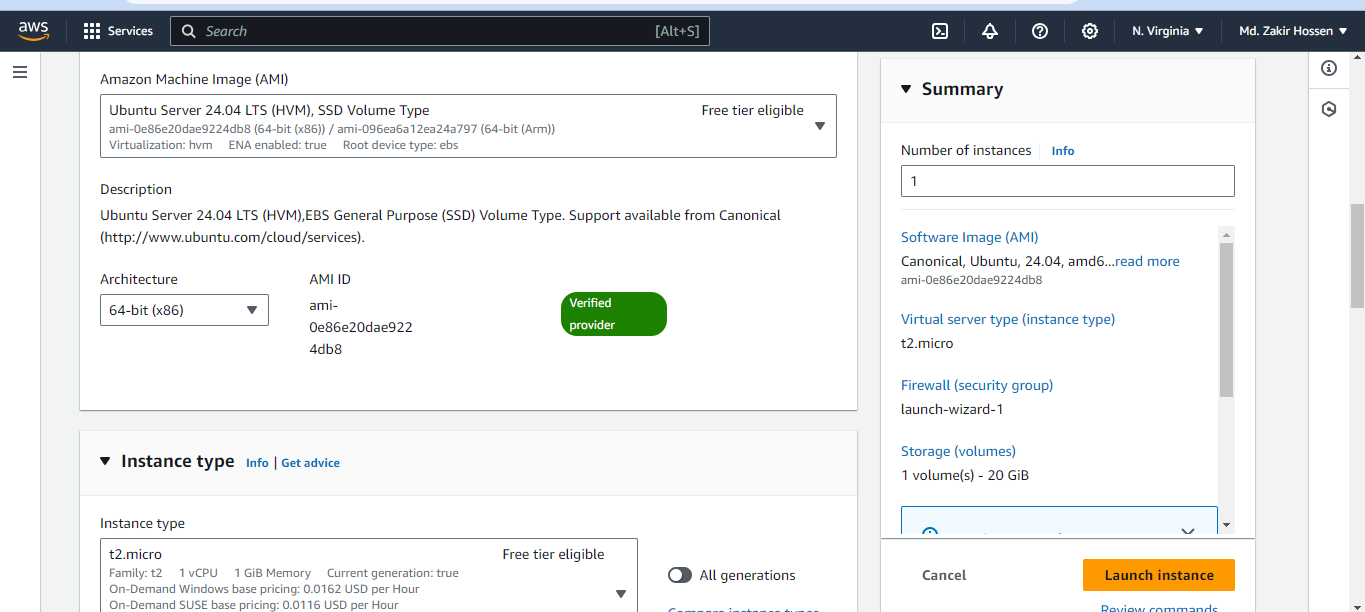 aws
Services
Search [Alt+S]
N. Virginia
Md. Zakir Hossen
Amazon Machine Image (AMI)
Ubuntu Server 24.04 LTS (HVM), SSD Volume Type
Free tier eligible
ami-0e86e20dae9224db8 (64-bit (x86)) / ami-096ea6a12ea24a797 (64-bit (Arm))
Virtualization: hvm ENA enabled: true Root device type: ebs
Description
Ubuntu Server 24.04 LTS (HVM),EBS General Purpose (SSD) Volume Type. Support available from Canonical
(http://www.ubuntu.com/cloud/services).
Architecture
64-bit (x86)
AMI ID
ami-
0e86e20dae922
4db8
Verified
provider
Instance type Info | Get advice
Instance type
t2.micro
Free tier eligible
Family: t2 1 vCPU 1 GiB Memory Current generation: true
On-Demand Windows base pricing: 0.0162 USD per Hour
On-Demand SUSE base pricing: 0.0116 USD per Hour
All generations
Compare instance types
Summary
Number of instances Info
1
Software Image (AMI)
Canonical, Ubuntu, 24.04, amd6...read more
ami-0e86e20dae9224db8
Virtual server type (instance type)
t2.micro
Firewall (security group)
launch-wizard-1
Storage (volumes)
1 volume(s) - 20 GiB
Cancel
Launch instance
Review commands